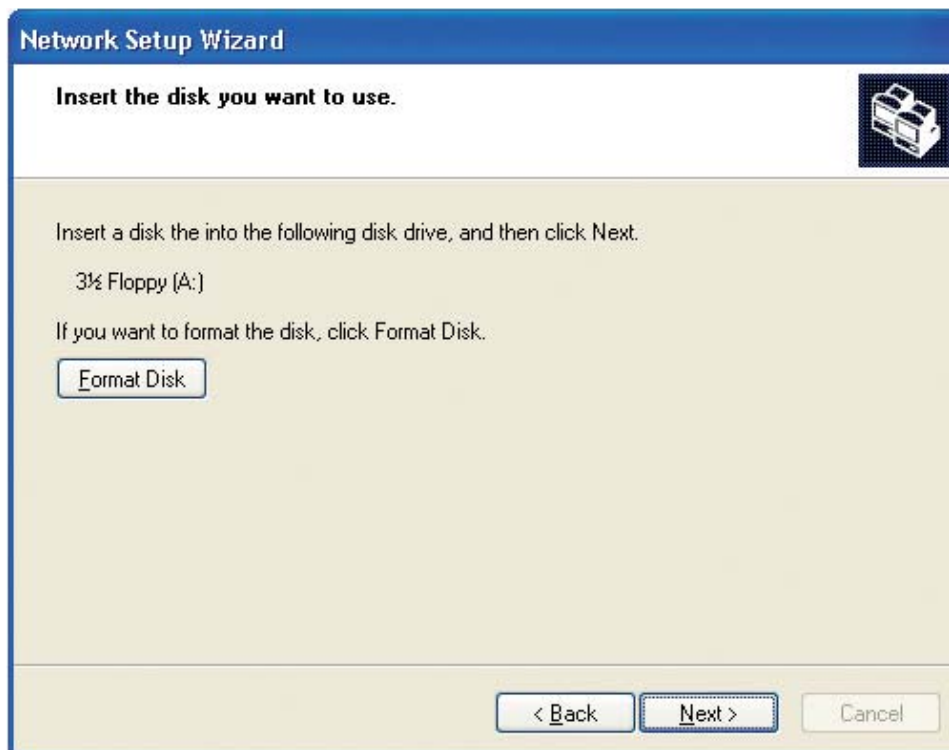 Network Setup Wizard
Insert the disk you want to use.
Insert a disk the into the following disk drive, and then click Next.
3½ Floppy (A:)
If you want to format the disk, click Format Disk.
Format Disk
< Back Next > Cancel